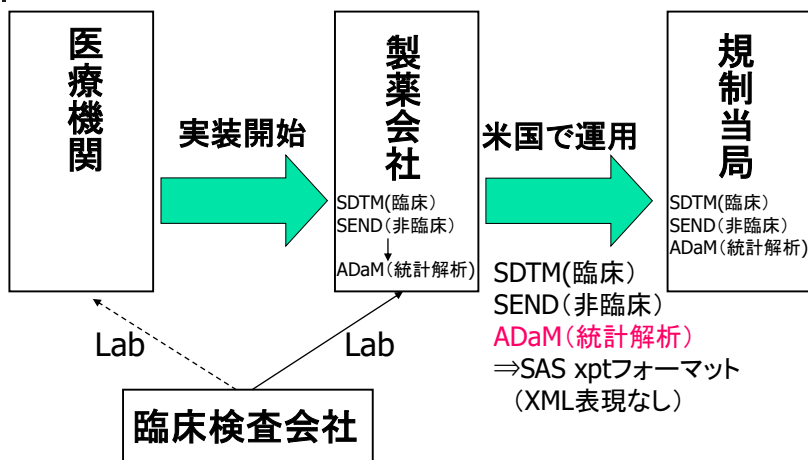 医療機関
実装開始
製薬会社
SDTM(臨床)
SEND(非臨床)
ADaM(統計解析)
米国で運用
SDTM(臨床)
SEND(非臨床)
ADaM(統計解析)
⇒SAS xptフォーマット
(XML表現なし)
規制当局
SDTM(臨床)
SEND(非臨床)
ADaM(統計解析)
Lab
Lab
臨床検査会社